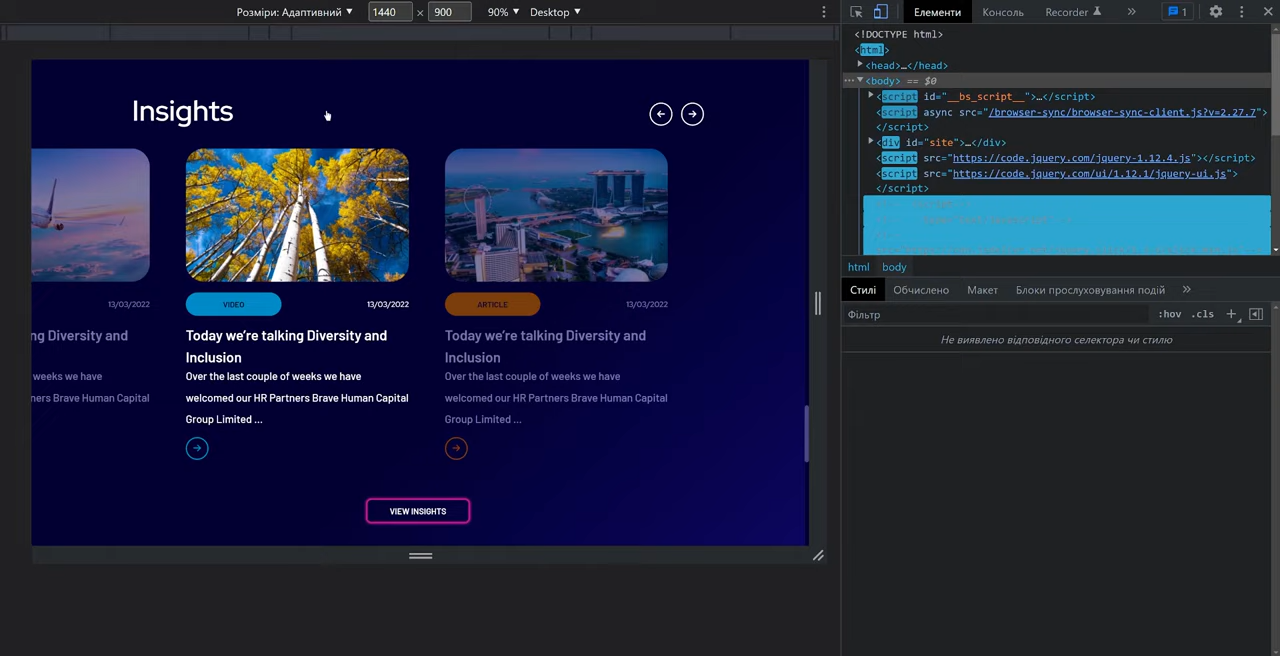 Розміри: Адаптивний ▼ 1440 × 900 90% ▼ Desktop ▼
Елементи Консоль Recorder » 1
<!DOCTYPE html>
<html>
<head>…</head>
<body> == $0
<script id="__bs_script__">…</script>
<script async src="/browser-sync/browser-sync-client.js?v=2.27.7">
</script>
<div id="site">…</div>
<script src="https://code.jquery.com/jquery-1.12.4.js"></script>
<script src="https://code.jquery.com/ui/1.12.1/jquery-ui.js">
</script>
html body
Стилі Обчислено Макет Блоки прослуховування подій »
Фільтр :hov .cls +
Не виявлено відповідного селектора чи стилю
Insights
13/03/2022
ng Diversity and
weeks we have
ners Brave Human Capital
VIDEO 13/03/2022
Today we’re talking Diversity and
Inclusion
Over the last couple of weeks we have
welcomed our HR Partners Brave Human Capital
Group Limited ...
ARTICLE 13/03/2022
Today we’re talking Diversity and
Inclusion
Over the last couple of weeks we have
welcomed our HR Partners Brave Human Capital
Group Limited ...
VIEW INSIGHTS